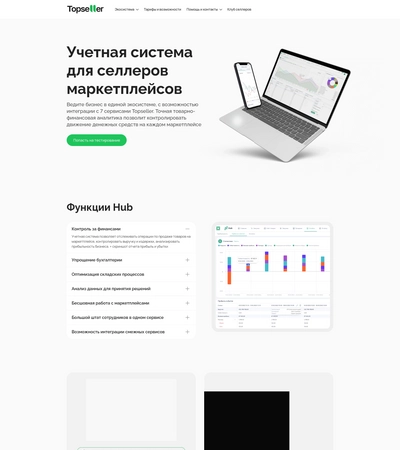 Topseller
Экосистема
Тарифы и возможности
Помощь и контакты
Клуб селлеров
Учетная система
для селлеров
маркетплейсов
Ведите бизнес в единой экосистеме, с возможностью
интеграции с 7 сервисами Topseller. Точная товарно-
финансовая аналитика позволит контролировать
движение денежных средств на каждом маркетплейсе
Попасть на тестирование
Функции Hub
Контроль за финансами
Упрощение бухгалтерии
Оптимизация складских процессов
Анализ данных для принятия решений
Бесшовная работа с маркетплейсами
Большой штат сотрудников в одном сервисе
Возможность интеграции смежных сервисов